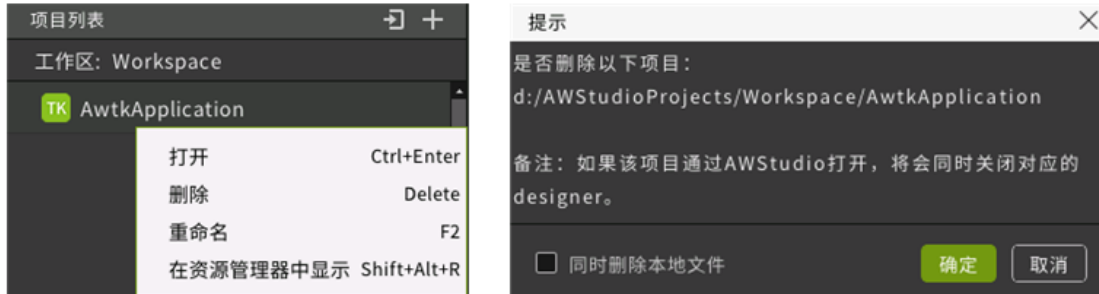 项目列表
工作区: Workspace
TK AwtkApplication
打开 Ctrl+Enter
删除 Delete
重命名 F2
在资源管理器中显示 Shift+Alt+R
提示
是否删除以下项目:
d:/AWStudioProjects/Workspace/AwtkApplication
备注: 如果该项目通过AWStudio打开，将会同时关闭对应的
designer。
同时删除本地文件
确定 取消